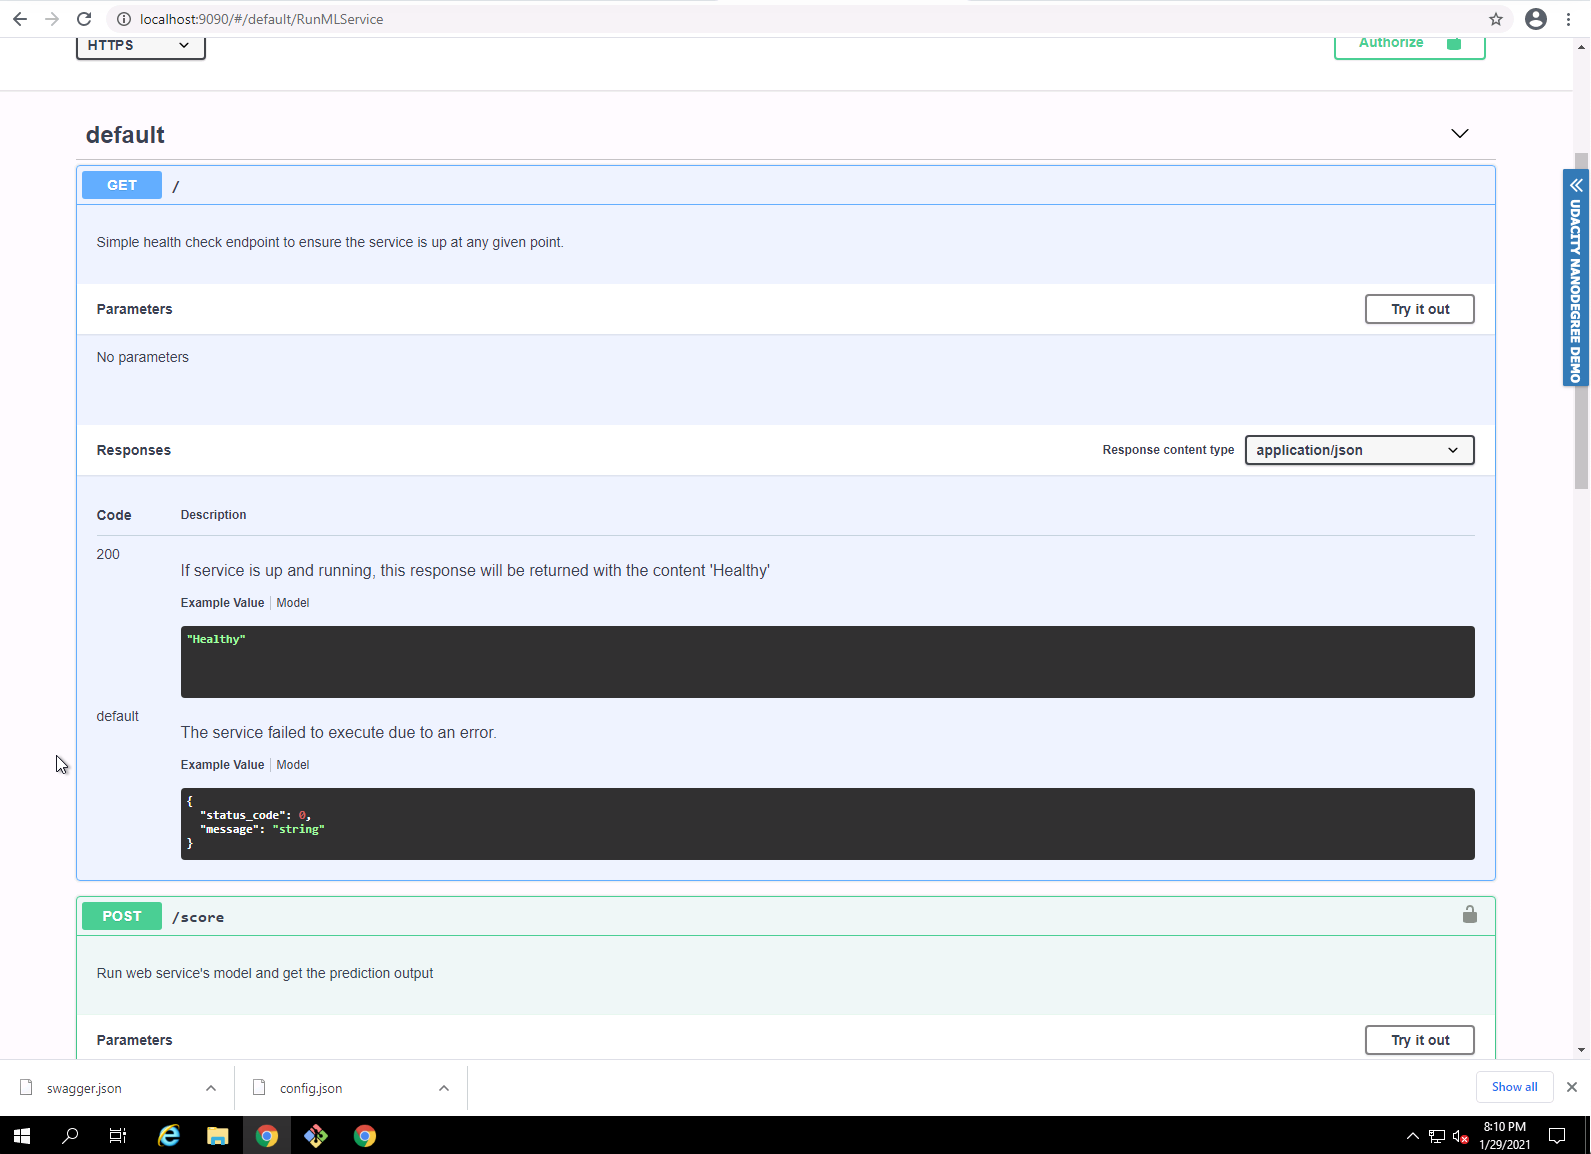 localhost:9090/#/default/RunMLService
HTTPS
Authorize
default
GET /
Simple health check endpoint to ensure the service is up at any given point.
Parameters
Try it out
No parameters
Responses
Response content type
application/json
Code Description
200
If service is up and running, this response will be returned with the content 'Healthy'
Example Value Model
"Healthy"
default
The service failed to execute due to an error.
Example Value Model
{
"status_code": 0,
"message": "string"
}
POST /score
Run web service's model and get the prediction output
Parameters
Try it out
UDACITY NANODEGREE DEMO
swagger.json
config.json
Show all
8:10 PM
1/29/2021